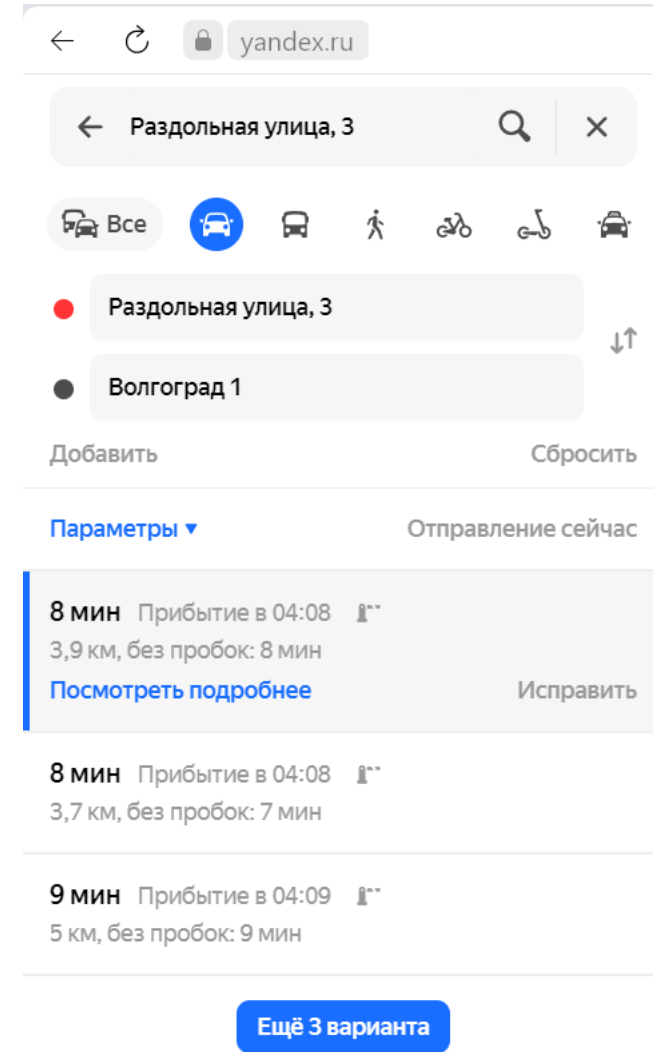 yandex.ru
Раздольная улица, 3
Все
Раздольная улица, 3
Волгоград 1
Добавить Сбросить
Параметры Отправление сейчас
8 мин Прибытие в 04:08
3,9 км, без пробок: 8 мин
Посмотреть подробнее Исправить
8 мин Прибытие в 04:08
3,7 км, без пробок: 7 мин
9 мин Прибытие в 04:09
5 км, без пробок: 9 мин
Ещё 3 варианта